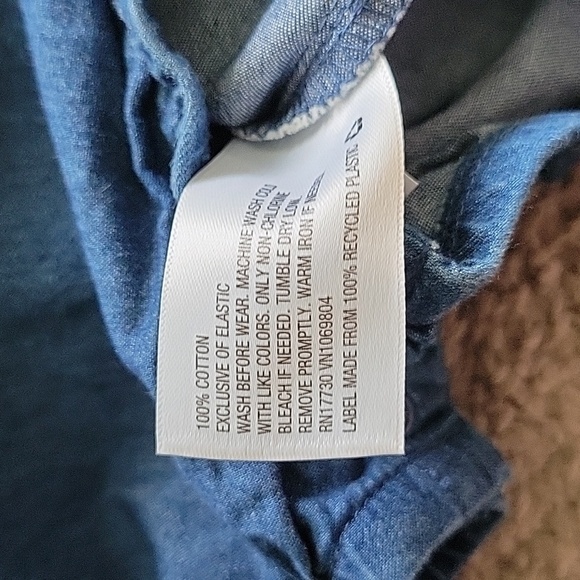 100% COTTON
EXCLUSIVE OF ELASTIC
WASH BEFORE WEAR. MACHINE WASH COLD
WITH LIKE COLORS. ONLY NON-CHLORINE
BLEACH IF NEEDED. TUMBLE DRY LOW.
REMOVE PROMPTLY. WARM IRON IF NEEDED.
RN17730 VN1069804
LABEL MADE FROM 100% RECYCLED PLASTIC